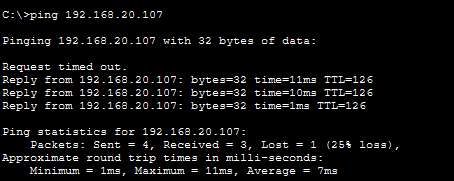 C:\>ping 192.168.20.107
Pinging 192.168.20.107 with 32 bytes of data:
Request timed out.
Reply from 192.168.20.107: bytes=32 time=11ms TTL=126
Reply from 192.168.20.107: bytes=32 time=10ms TTL=126
Reply from 192.168.20.107: bytes=32 time=1ms TTL=126
Ping statistics for 192.168.20.107:
    Packets: Sent = 4, Received = 3, Lost = 1 (25% loss),
Approximate round trip times in milli-seconds:
    Minimum = 1ms, Maximum = 11ms, Average = 7ms